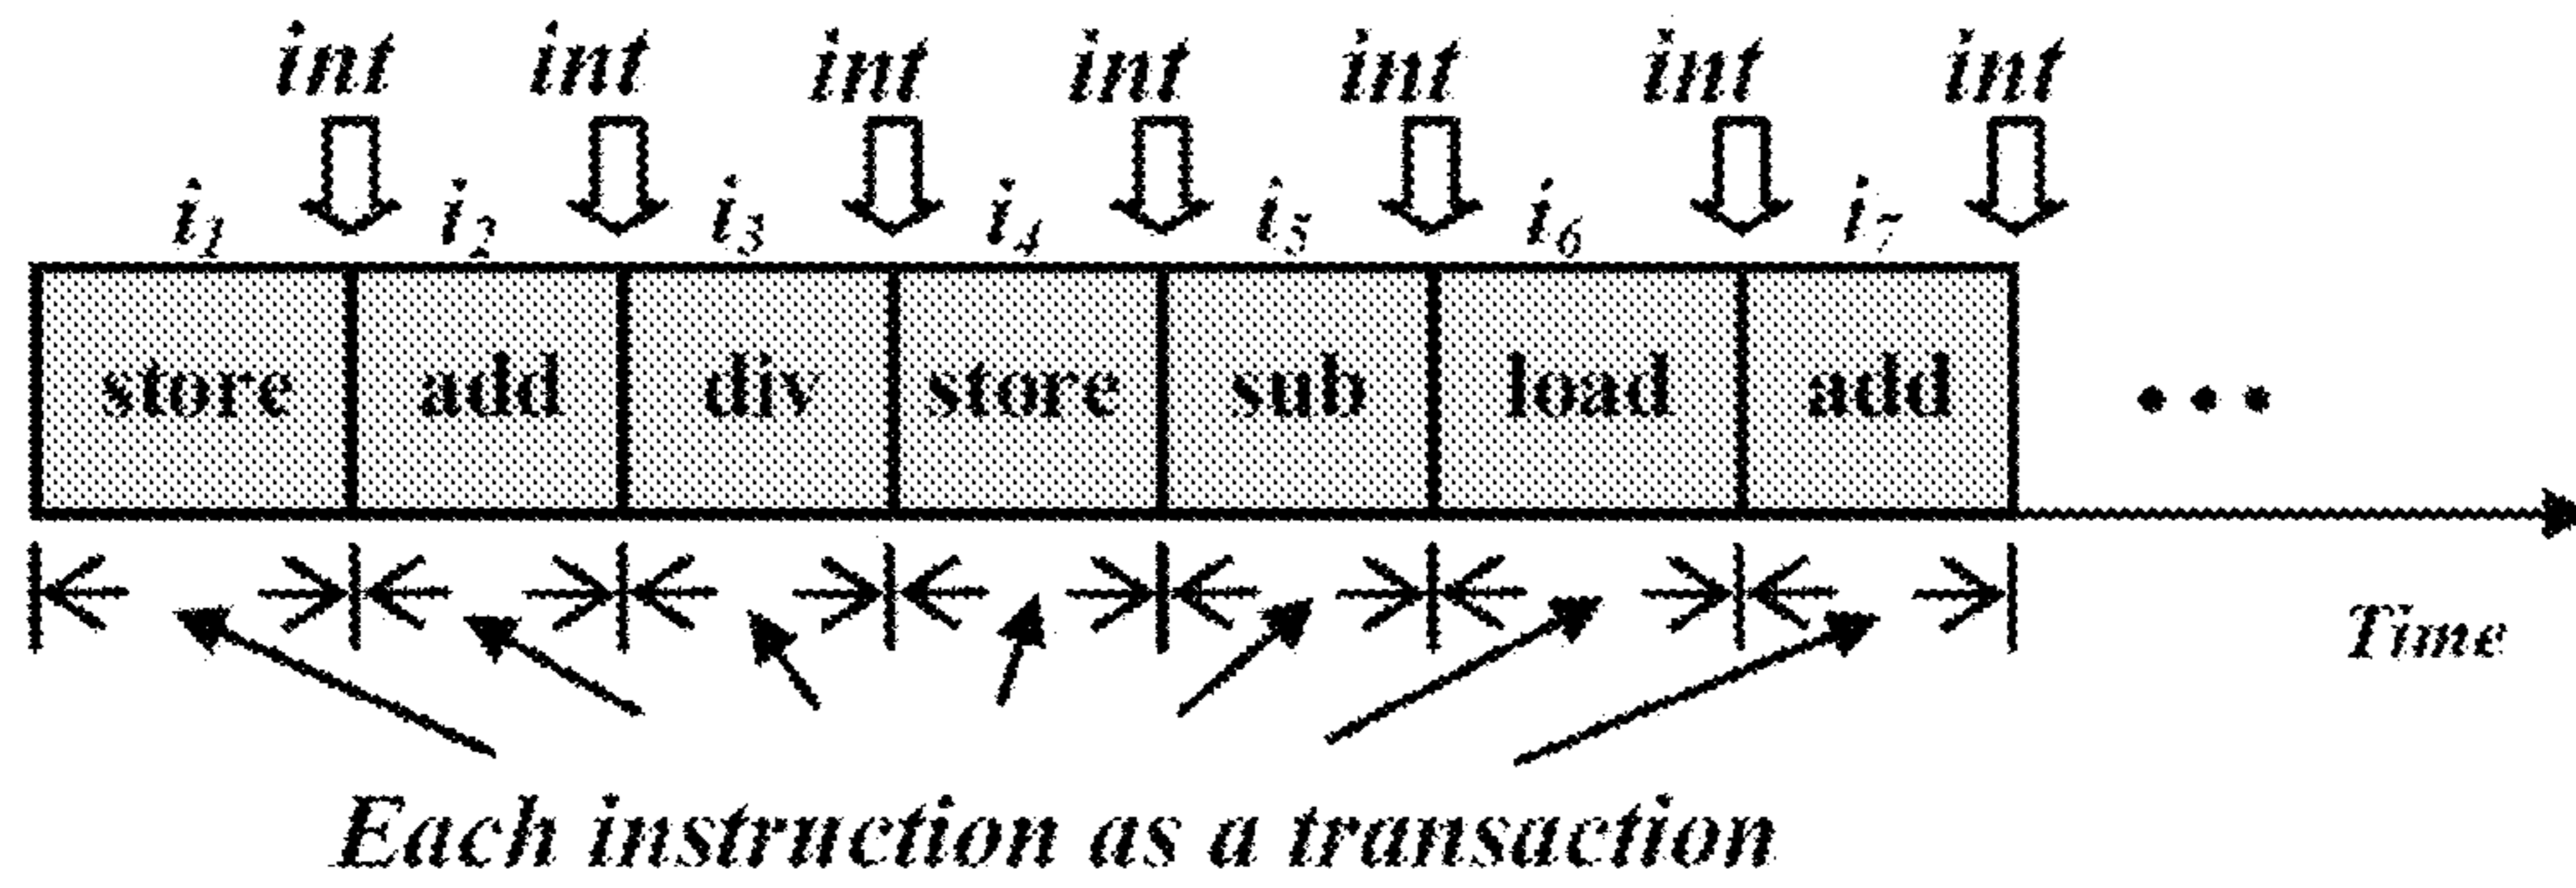 int int int int int int int
i₁ i₂ i₃ i₄ i₅ i₆ i₇
store add div store sub load add •••
Time
Each instruction as a transaction